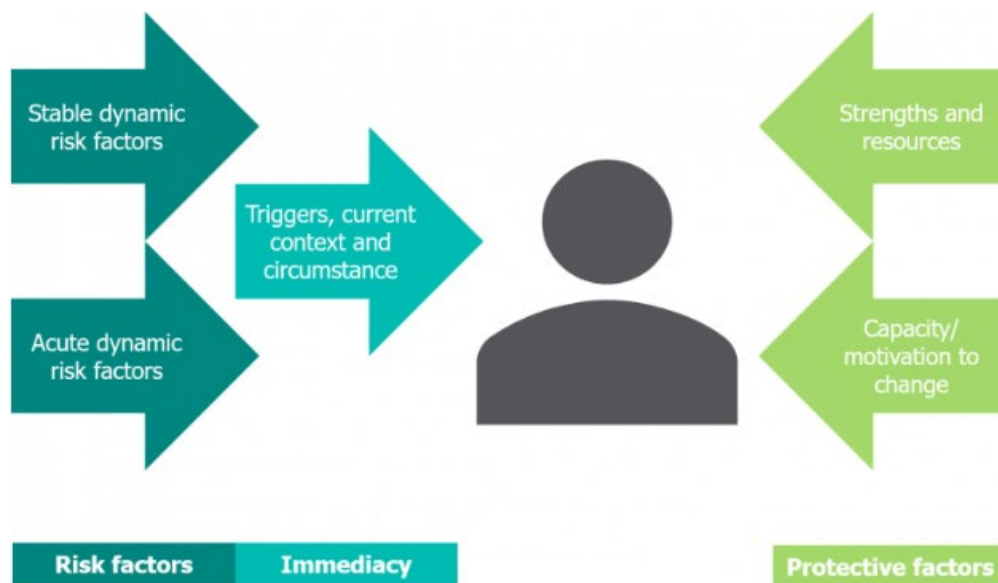 Stable dynamic
risk factors
Strengths and
resources
Triggers, current
context and
circumstance
Acute dynamic
risk factors
Capacity/
motivation to
change
Risk factors
Immediacy
Protective factors